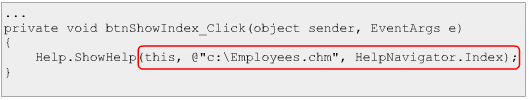 ...
private void btnShowIndex_Click(object sender, EventArgs e)
{
    Help.ShowHelp(this, @"c:\Employees.chm", HelpNavigator.Index);
}